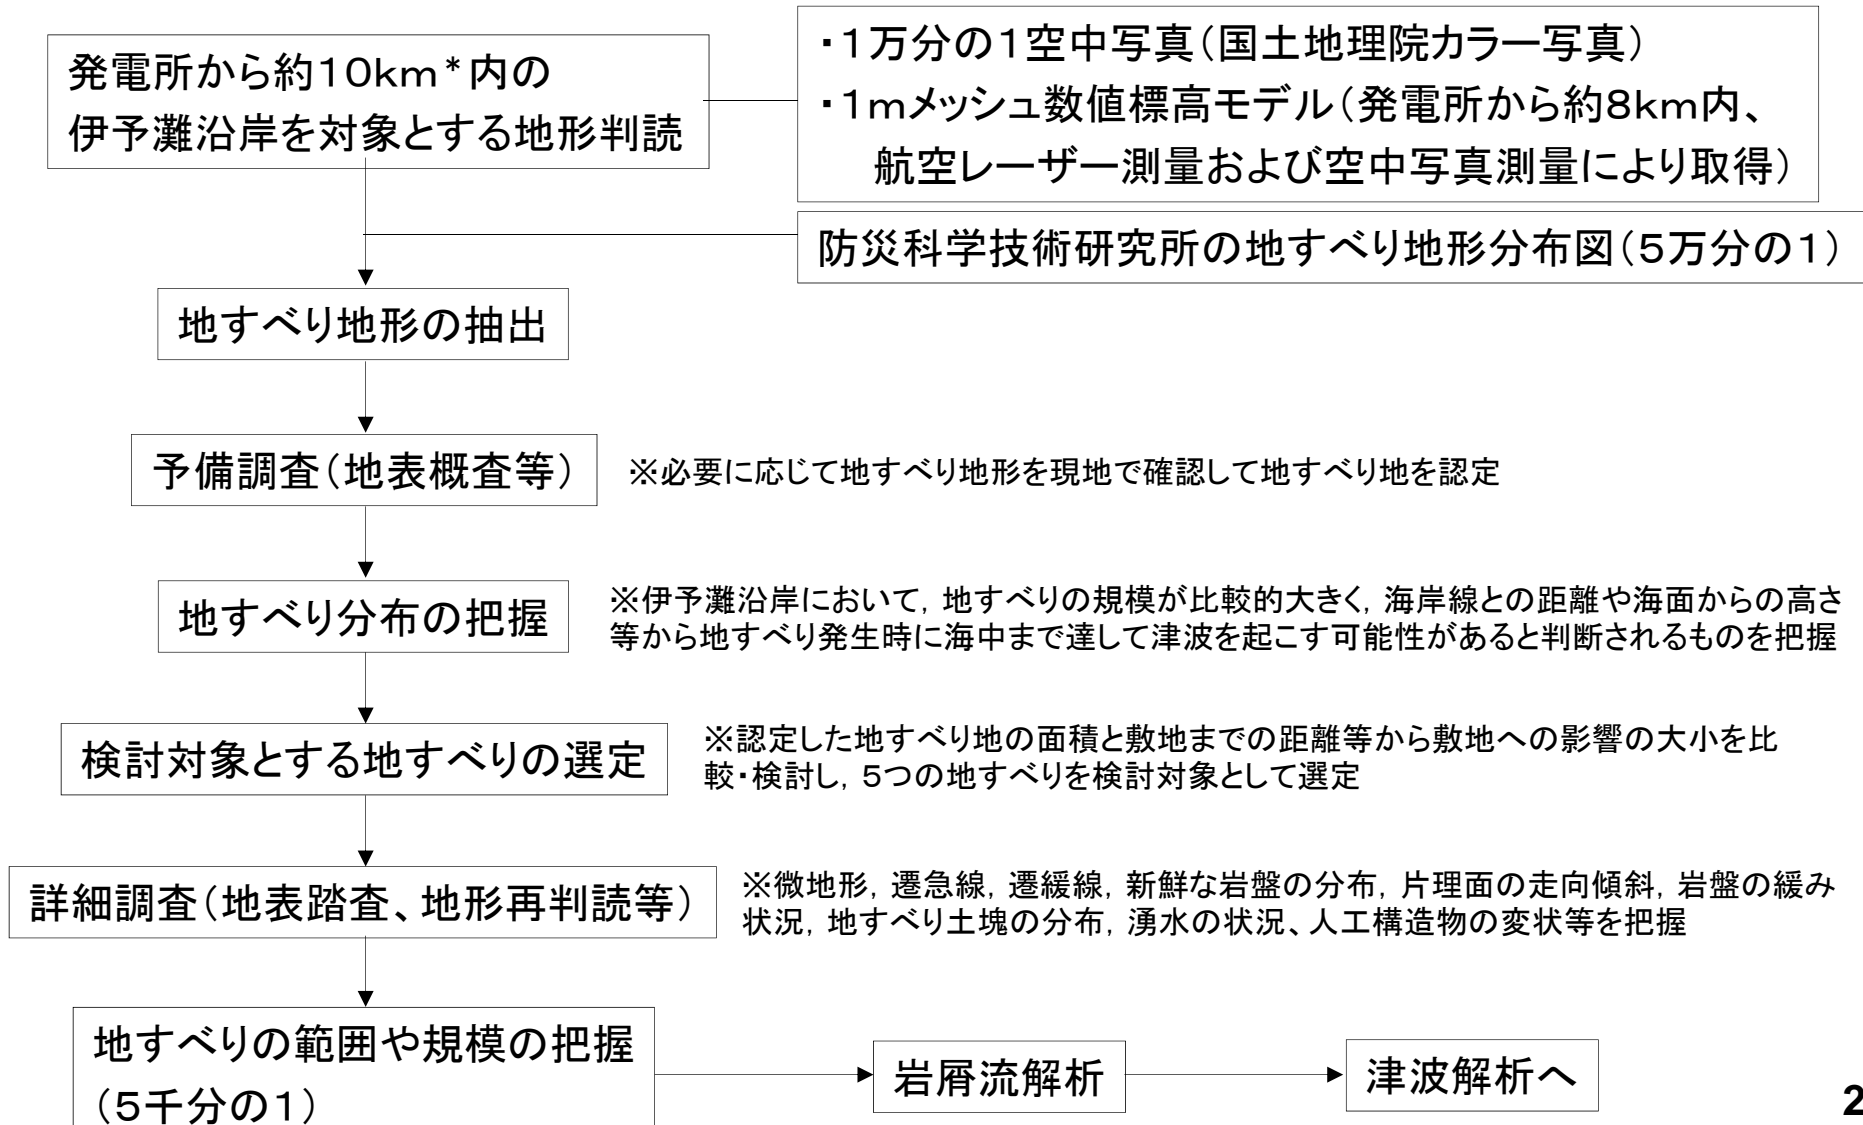 発電所から約10km*内の
伊予灘沿岸を対象とする地形判読
・1万分の1空中写真(国土地理院カラー写真)
・1mメッシュ数値標高モデル(発電所から約8km内、
航空レーザー測量および空中写真測量により取得)
防災科学技術研究所の地すべり地形分布図(5万分の1)
地すべり地形の抽出
予備調査(地表概査等)
※必要に応じて地すべり地形を現地で確認して地すべり地を認定
地すべり分布の把握
※伊予灘沿岸において,地すべりの規模が比較的大きく,海岸線との距離や海面からの高さ
等から地すべり発生時に海中まで達して津波を起こす可能性があると判断されるものを把握
検討対象とする地すべりの選定
※認定した地すべり地の面積と敷地までの距離等から敷地への影響の大小を比
較・検討し,5つの地すべりを検討対象として選定
詳細調査(地表踏査、地形再判読等)
※微地形,遷急線,遷緩線,新鮮な岩盤の分布,片理面の走向傾斜,岩盤の緩み
状況,地すべり土塊の分布,湧水の状況、人工構造物の変状等を把握
地すべりの範囲や規模の把握
(5千分の1)
岩屑流解析
津波解析へ
2